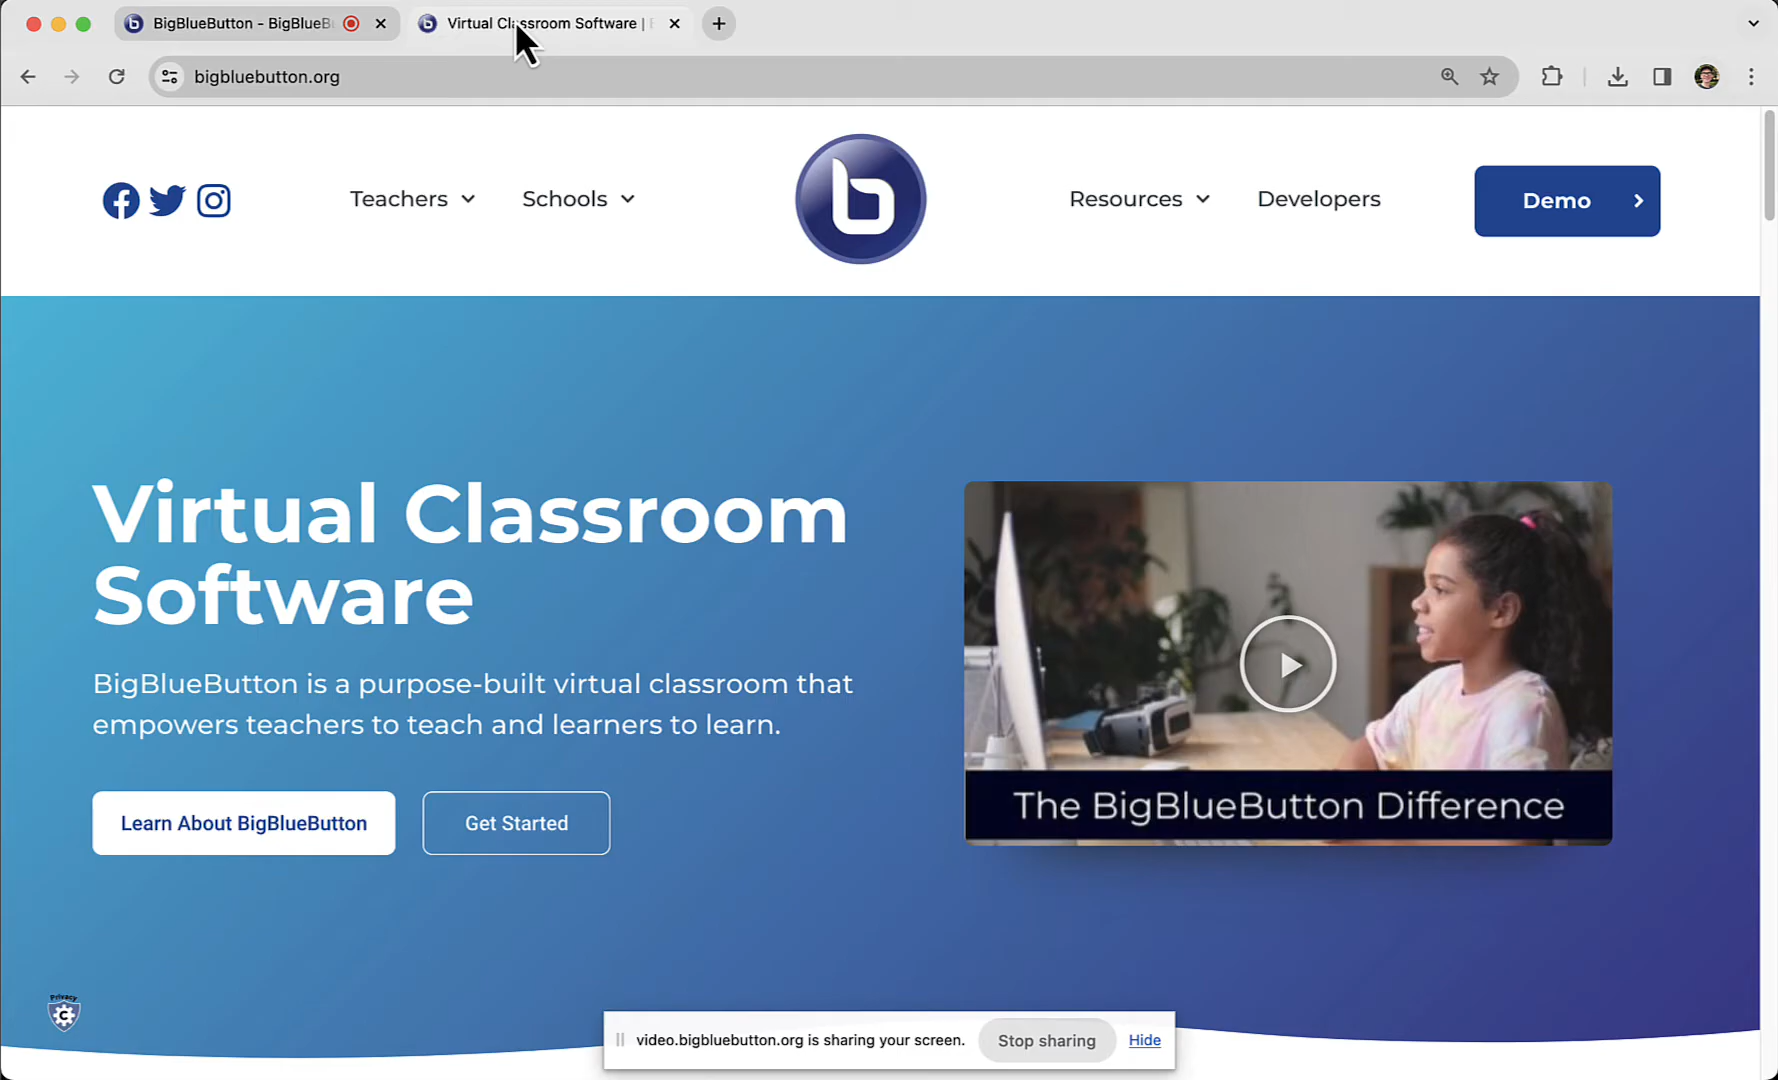 BigBlueButton - BigBlueB
Virtual Classroom Software |
bigbluebutton.org
Teachers
Schools
Resources
Developers
Demo
Virtual Classroom
Software
BigBlueButton is a purpose-built virtual classroom that
empowers teachers to teach and learners to learn.
Learn About BigBlueButton
Get Started
The BigBlueButton Difference
Privacy
video.bigbluebutton.org is sharing your screen.
Stop sharing
Hide